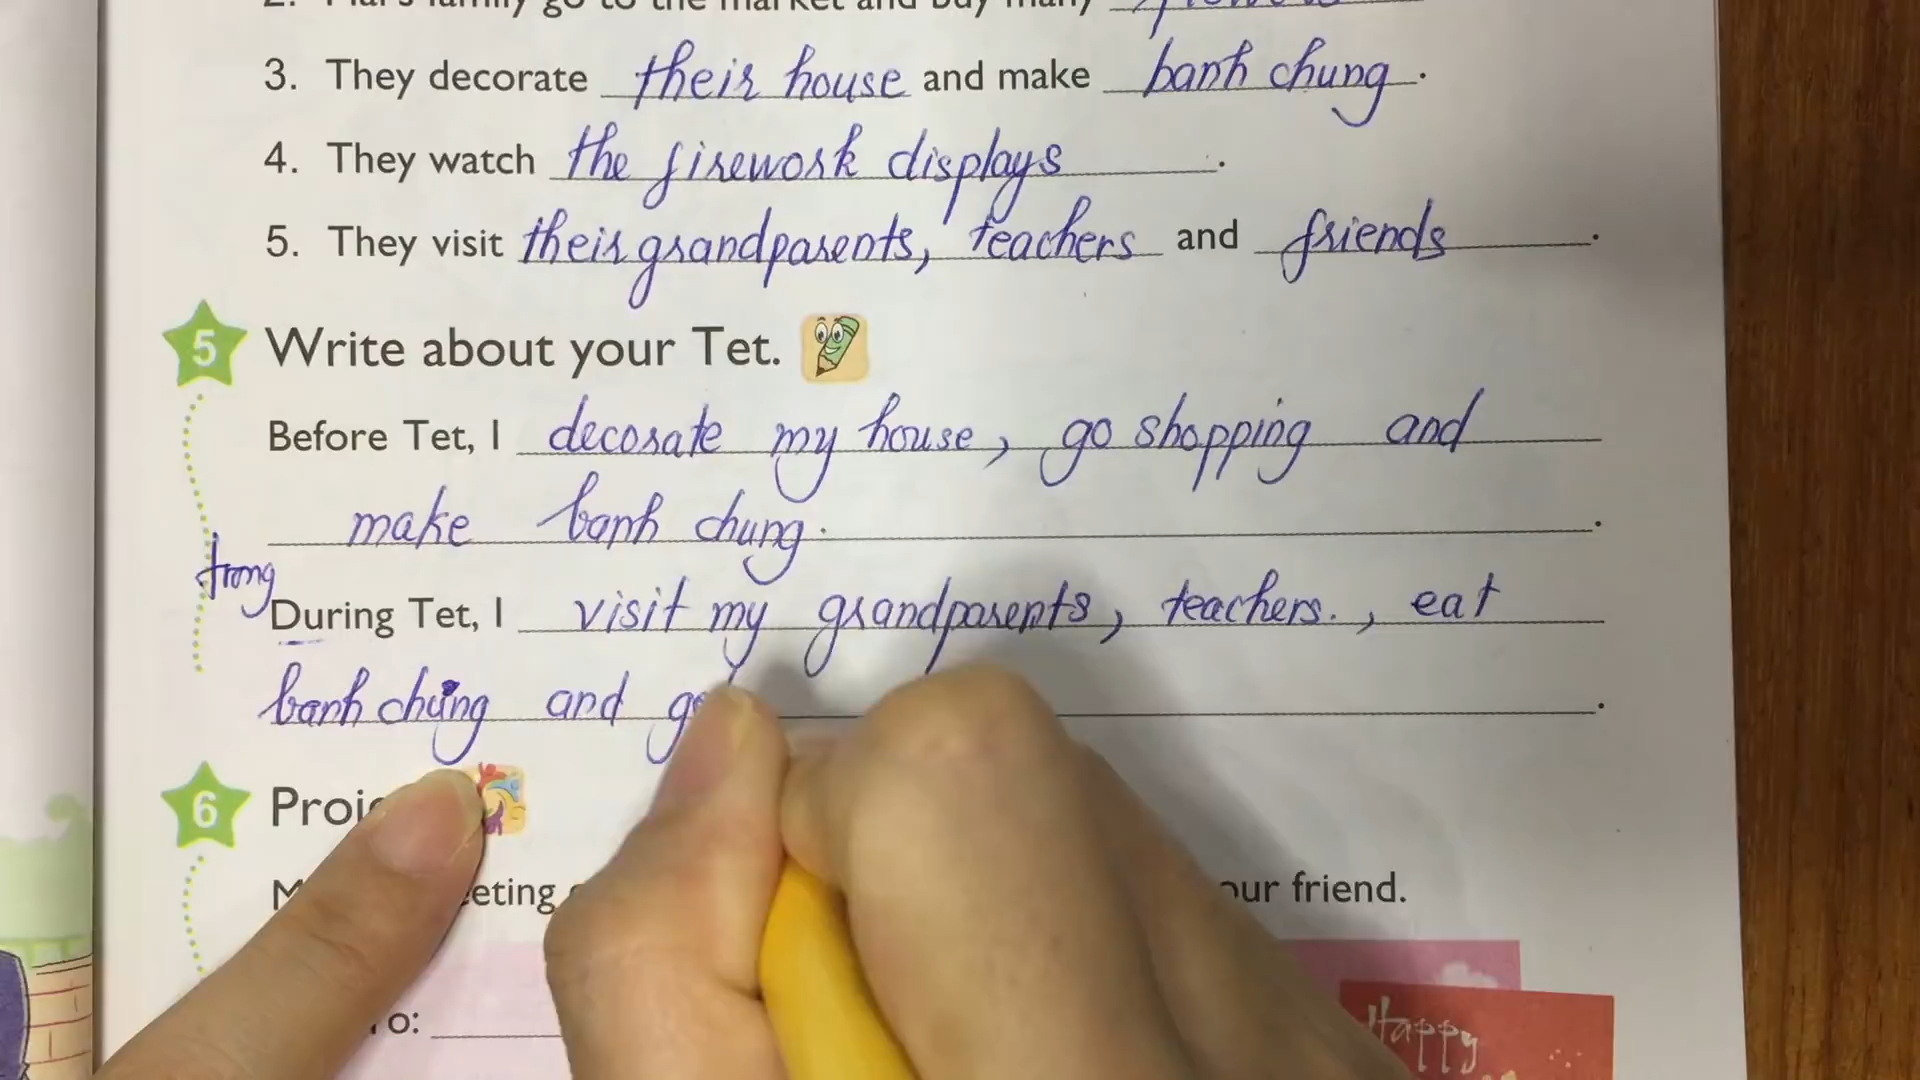 3. They decorate their house and make banh chung.
4. They watch the firework displays.
5. They visit their grandparents, teachers and friends.
5 Write about your Tet.
Before Tet, I decorate my house, go shopping and
make banh chung.
trong
During Tet, I visit my grandparents, teachers., eat
banh chung and
6
our friend.
Happy